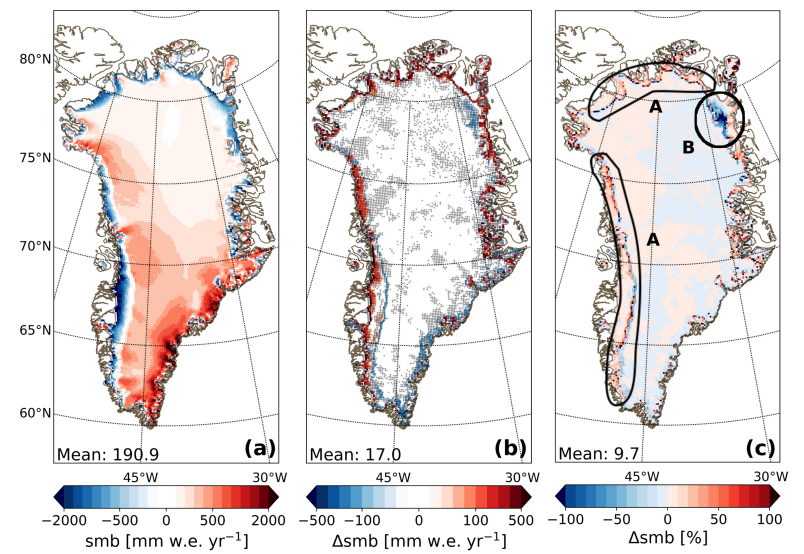 80°N
75°N
70°N
65°N
60°N
A
B
A
Mean: 190.9
(a)
Mean: 17.0
(b)
Mean: 9.7
(c)
45°W
30°W
45°W
30°W
45°W
30°W
−2000 −500 0 500 2000
−500 −100 0 100 500
−100 −50 0 50 100
smb [mm w.e. yr⁻¹]
Δsmb [mm w.e. yr⁻¹]
Δsmb [%]